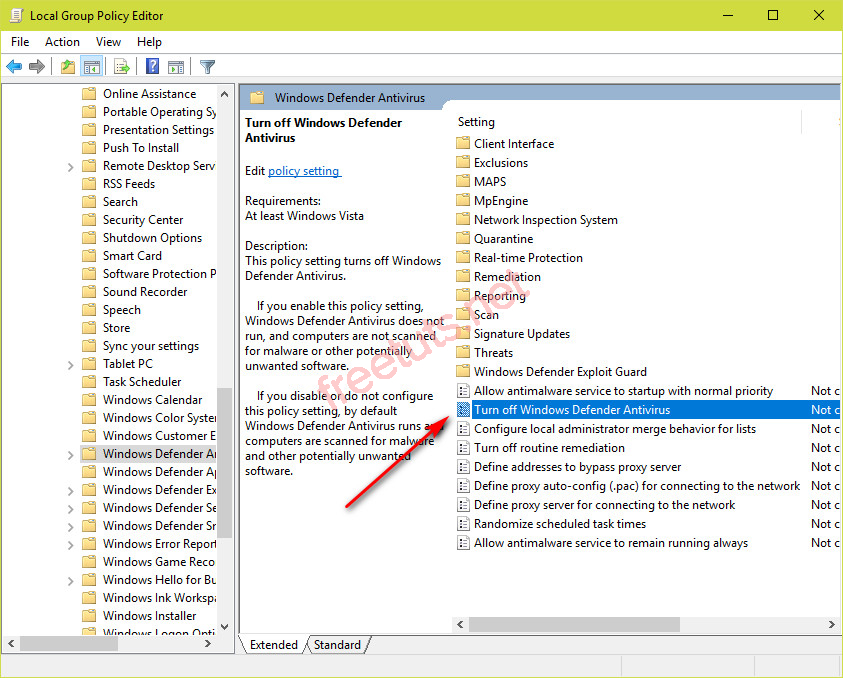 Local Group Policy Editor
File Action View Help
Online Assistance
Portable Operating Sy
Presentation Settings
Push To Install
Remote Desktop Serv
RSS Feeds
Search
Security Center
Shutdown Options
Smart Card
Software Protection P
Sound Recorder
Speech
Store
Sync your settings
Tablet PC
Task Scheduler
Windows Calendar
Windows Color System
Windows Customer E
Windows Defender An
Windows Defender Ap
Windows Defender Ex
Windows Defender Se
Windows Defender Sm
Windows Error Report
Windows Game Reco
Windows Hello for Bu
Windows Ink Workspa
Windows Installer
Windows Logon Opti
Windows Defender Antivirus
Turn off Windows Defender
Antivirus
Edit policy setting
Requirements:
At least Windows Vista
Description:
This policy setting turns off Windows
Defender Antivirus.
If you enable this policy setting,
Windows Defender Antivirus does not
run, and computers are not scanned
for malware or other potentially
unwanted software.
If you disable or do not configure
this policy setting, by default
Windows Defender Antivirus runs and
computers are scanned for malware
and other potentially unwanted
software.
Setting
Client Interface
Exclusions
MAPS
MpEngine
Network Inspection System
Quarantine
Real-time Protection
Remediation
Reporting
Scan
Signature Updates
Threats
Windows Defender Exploit Guard
Allow antimalware service to startup with normal priority Not c
Turn off Windows Defender Antivirus Not c
Configure local administrator merge behavior for lists Not c
Turn off routine remediation Not c
Define addresses to bypass proxy server Not c
Define proxy auto-config (.pac) for connecting to the network Not c
Define proxy server for connecting to the network Not c
Randomize scheduled task times Not c
Allow antimalware service to remain running always Not c
freetuts.net
Extended Standard